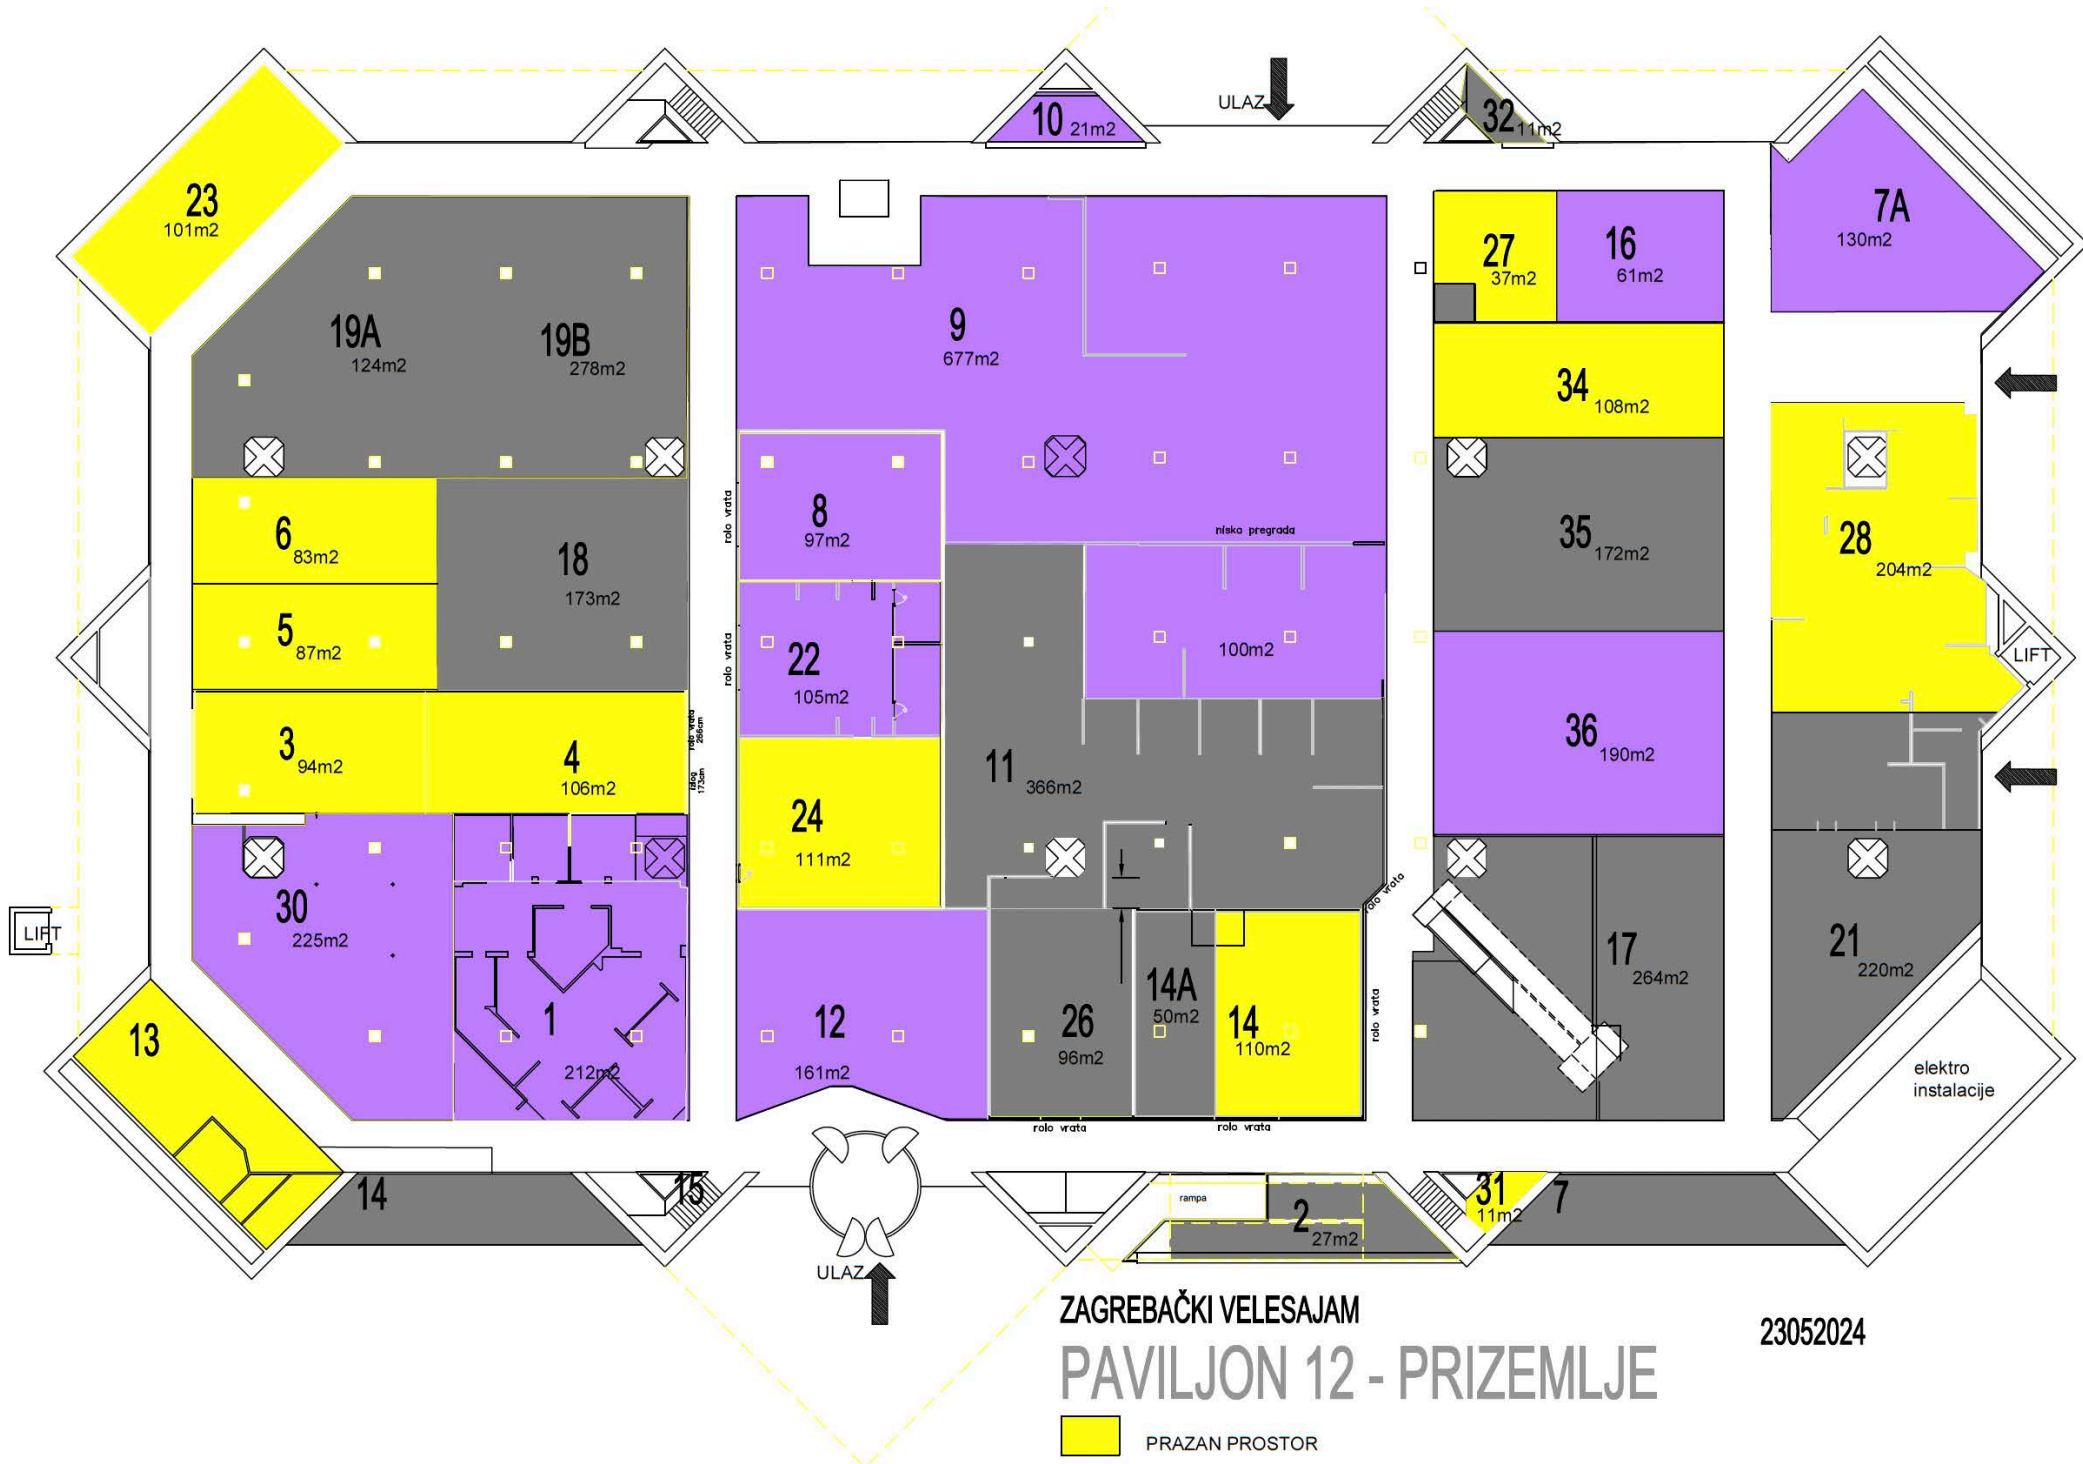 ULAZ
10 21m2
32 11m2
23
101m2
7A
130m2
27
37m2
16
61m2
19A
124m2
19B
278m2
9
677m2
34
108m2
6
83m2
18
173m2
rolo vrata
8
97m2
nisko pregrada
35
172m2
28
204m2
5
87m2
rolo vrata
22
105m2
100m2
LIFT
3
94m2
4
106m2
rolo vrata
266cm
izlog
173cm
11
366m2
36
190m2
24
111m2
rolo vrata
30
225m2
LIFT
1
212m2
12
161m2
26
96m2
14A
50m2
14
110m2
rolo vrata
17
264m2
21
220m2
elektro
instalacije
13
rolo vrata
rolo vrata
14
15
rampa
2
27m2
31
11m2
7
ULAZ
ZAGREBAČKI VELESAJAM
23052024
PAVILJON 12 - PRIZEMLJE
PRAZAN PROSTOR